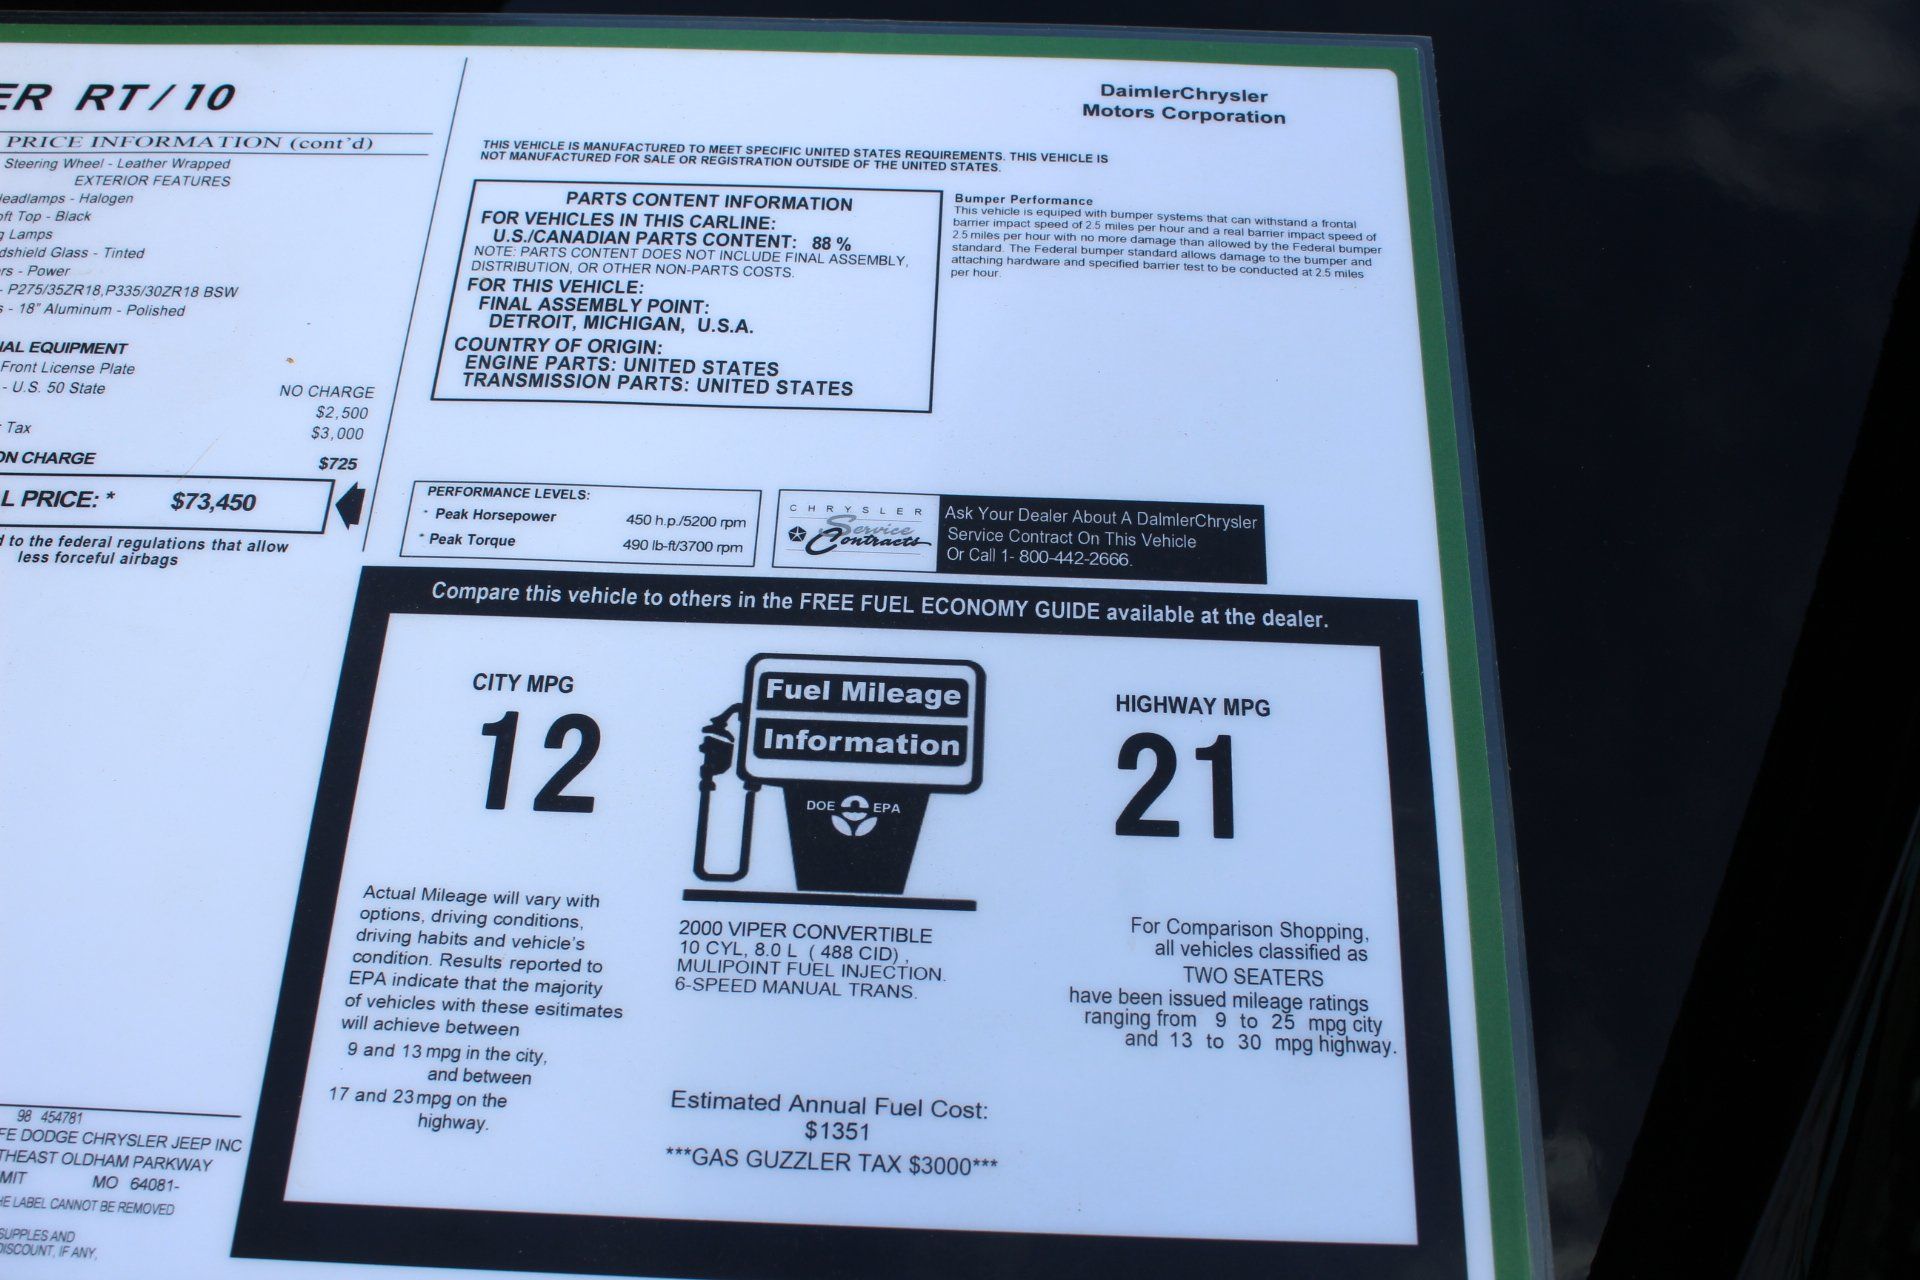 ER RT/10
PRICE INFORMATION (cont'd)
Steering Wheel - Leather Wrapped
EXTERIOR FEATURES
eadlamps - Halogen
oft Top - Black
g Lamps
dshield Glass - Tinted
rs - Power
- P275/35ZR18,P335/30ZR18 BSW
s - 18" Aluminum - Polished
IAL EQUIPMENT
Front License Plate
- U.S. 50 State
NO CHARGE
$2,500
Tax
$3,000
ON CHARGE
$725
L PRICE: * $73,450
d to the federal regulations that allow
less forceful airbags
98 454781
FE DODGE CHRYSLER JEEP INC
THEAST OLDHAM PARKWAY
MIT MO 64081-
HE LABEL CANNOT BE REMOVED
SUPPLES AND
DISCOUNT, IF ANY,
DaimlerChrysler
Motors Corporation
THIS VEHICLE IS MANUFACTURED TO MEET SPECIFIC UNITED STATES REQUIREMENTS. THIS VEHICLE IS
NOT MANUFACTURED FOR SALE OR REGISTRATION OUTSIDE OF THE UNITED STATES.
PARTS CONTENT INFORMATION
FOR VEHICLES IN THIS CARLINE:
U.S./CANADIAN PARTS CONTENT: 88 %
NOTE: PARTS CONTENT DOES NOT INCLUDE FINAL ASSEMBLY,
DISTRIBUTION, OR OTHER NON-PARTS COSTS.
FOR THIS VEHICLE:
FINAL ASSEMBLY POINT:
DETROIT, MICHIGAN, U.S.A.
COUNTRY OF ORIGIN:
ENGINE PARTS: UNITED STATES
TRANSMISSION PARTS: UNITED STATES
Bumper Performance
This vehicle is equiped with bumper systems that can withstand a frontal
barrier impact speed of 2.5 miles per hour and a real barrier impact speed of
2.5 miles per hour with no more damage than allowed by the Federal bumper
standard. The Federal bumper standard allows damage to the bumper and
attaching hardware and specified barrier test to be conducted at 2.5 miles
per hour.
PERFORMANCE LEVELS:
* Peak Horsepower 450 h.p./5200 rpm
* Peak Torque 490 lb-ft/3700 rpm
CHRYSLER
Service
Contracts
Ask Your Dealer About A DalmlerChrysler
Service Contract On This Vehicle
Or Call 1- 800-442-2666.
Compare this vehicle to others in the FREE FUEL ECONOMY GUIDE available at the dealer.
CITY MPG
12
Fuel Mileage
Information
DOE EPA
HIGHWAY MPG
21
Actual Mileage will vary with
options, driving conditions,
driving habits and vehicle's
condition. Results reported to
EPA indicate that the majority
of vehicles with these esitimates
will achieve between
9 and 13 mpg in the city,
and between
17 and 23 mpg on the
highway.
2000 VIPER CONVERTIBLE
10 CYL, 8.0 L ( 488 CID) ,
MULIPOINT FUEL INJECTION.
6-SPEED MANUAL TRANS.
Estimated Annual Fuel Cost:
$1351
***GAS GUZZLER TAX $3000***
For Comparison Shopping,
all vehicles classified as
TWO SEATERS
have been issued mileage ratings
ranging from 9 to 25 mpg city
and 13 to 30 mpg highway.